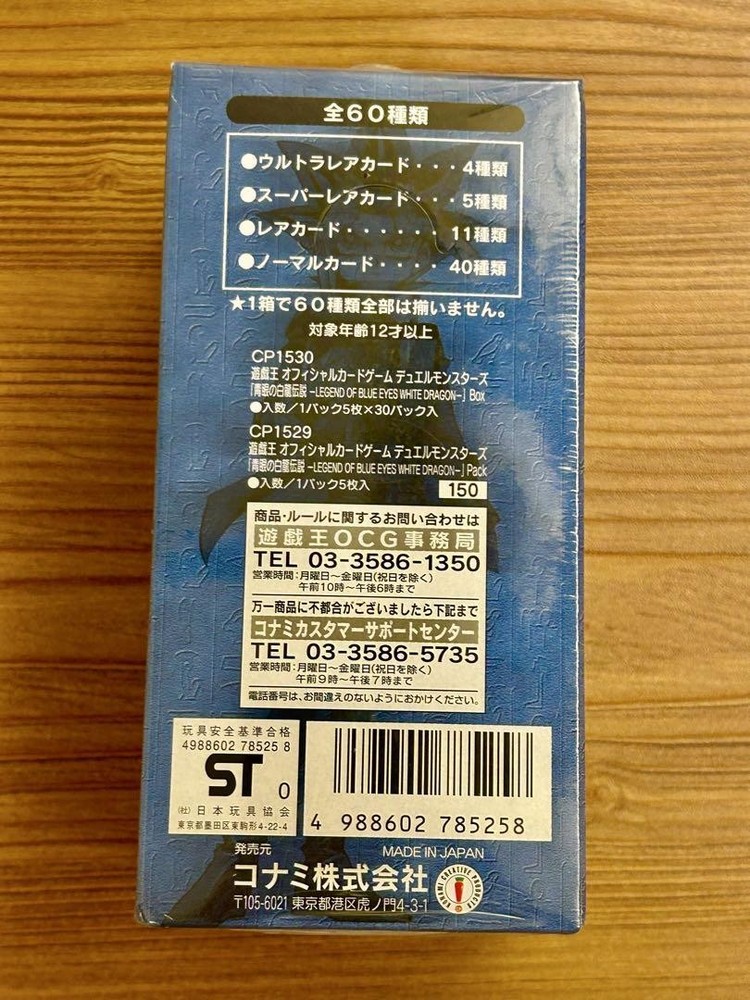 全60種類
●ウルトラレアカード・・・4種類
●スーパーレアカード・・・5種類
●レアカード・・・・・・11種類
●ノーマルカード・・・・40種類
★1箱で60種類全部は揃いません。
対象年齢12才以上
CP1530
遊戯王 オフィシャルカードゲーム デュエルモンスターズ
「青眼の白龍伝説 −LEGEND OF BLUE EYES WHITE DRAGON−」 Box
●入数/1パック5枚×30パック入
CP1529
遊戯王 オフィシャルカードゲーム デュエルモンスターズ
「青眼の白龍伝説 −LEGEND OF BLUE EYES WHITE DRAGON−」 Pack
●入数/1パック5枚入
150
商品・ルールに関するお問い合わせは
遊戯王OCG事務局
TEL 03-3586-1350
営業時間:月曜日〜金曜日(祝日を除く)
午前10時〜午後6時まで
万一商品に不都合がございましたら下記まで
コナミカスタマーサポートセンター
TEL 03-3586-5735
営業時間:月曜日〜金曜日(祝日を除く)
午前9時〜午後7時まで
電話番号は、お間違えのないようにおかけください。
玩具安全基準合格
4988602 78525 8
ST 0
(社)日本玩具協会
東京都墨田区東駒形4-22-4
4 988602 785258
発売元
MADE IN JAPAN
コナミ株式会社
〒105-6021 東京都港区虎ノ門4-3-1
KONAMI CREATIVE PRODUCTS